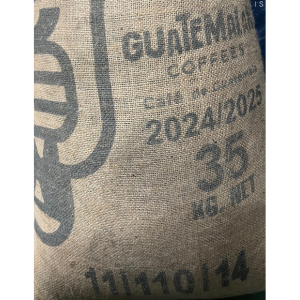 GUATEMALAN
COFFEES
Café de Guatemala
2024/2025
35
KG. NET
11/110/14